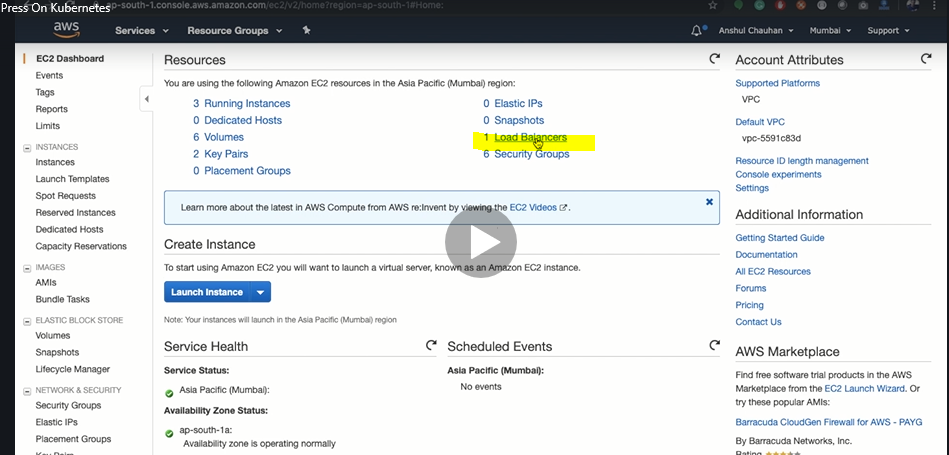 Press On Kubernetes
ap-south-1.console.aws.amazon.com/ec2/v2/home?region=ap-south-1#Home:
aws
Services
Resource Groups
Anshul Chauhan
Mumbai
Support
EC2 Dashboard
Events
Tags
Reports
Limits
INSTANCES
Instances
Launch Templates
Spot Requests
Reserved Instances
Dedicated Hosts
Capacity Reservations
IMAGES
AMIs
Bundle Tasks
ELASTIC BLOCK STORE
Volumes
Snapshots
Lifecycle Manager
NETWORK & SECURITY
Security Groups
Elastic IPs
Placement Groups
Key Pairs
Resources
You are using the following Amazon EC2 resources in the Asia Pacific (Mumbai) region:
3 Running Instances
0 Dedicated Hosts
6 Volumes
2 Key Pairs
0 Placement Groups
0 Elastic IPs
0 Snapshots
1 Load Balancers
6 Security Groups
Learn more about the latest in AWS Compute from AWS re:Invent by viewing the EC2 Videos.
Create Instance
To start using Amazon EC2 you will want to launch a virtual server, known as an Amazon EC2 instance.
Launch Instance
Note: Your instances will launch in the Asia Pacific (Mumbai) region
Service Health
Service Status:
Asia Pacific (Mumbai):
Availability Zone Status:
ap-south-1a:
Availability zone is operating normally
Scheduled Events
Asia Pacific (Mumbai):
No events
Account Attributes
Supported Platforms
VPC
Default VPC
vpc-5591c83d
Resource ID length management
Console experiments
Settings
Additional Information
Getting Started Guide
Documentation
All EC2 Resources
Forums
Pricing
Contact Us
AWS Marketplace
Find free software trial products in the AWS
Marketplace from the EC2 Launch Wizard. Or
try these popular AMIs:
Barracuda CloudGen Firewall for AWS - PAYG
By Barracuda Networks, Inc.
Rating